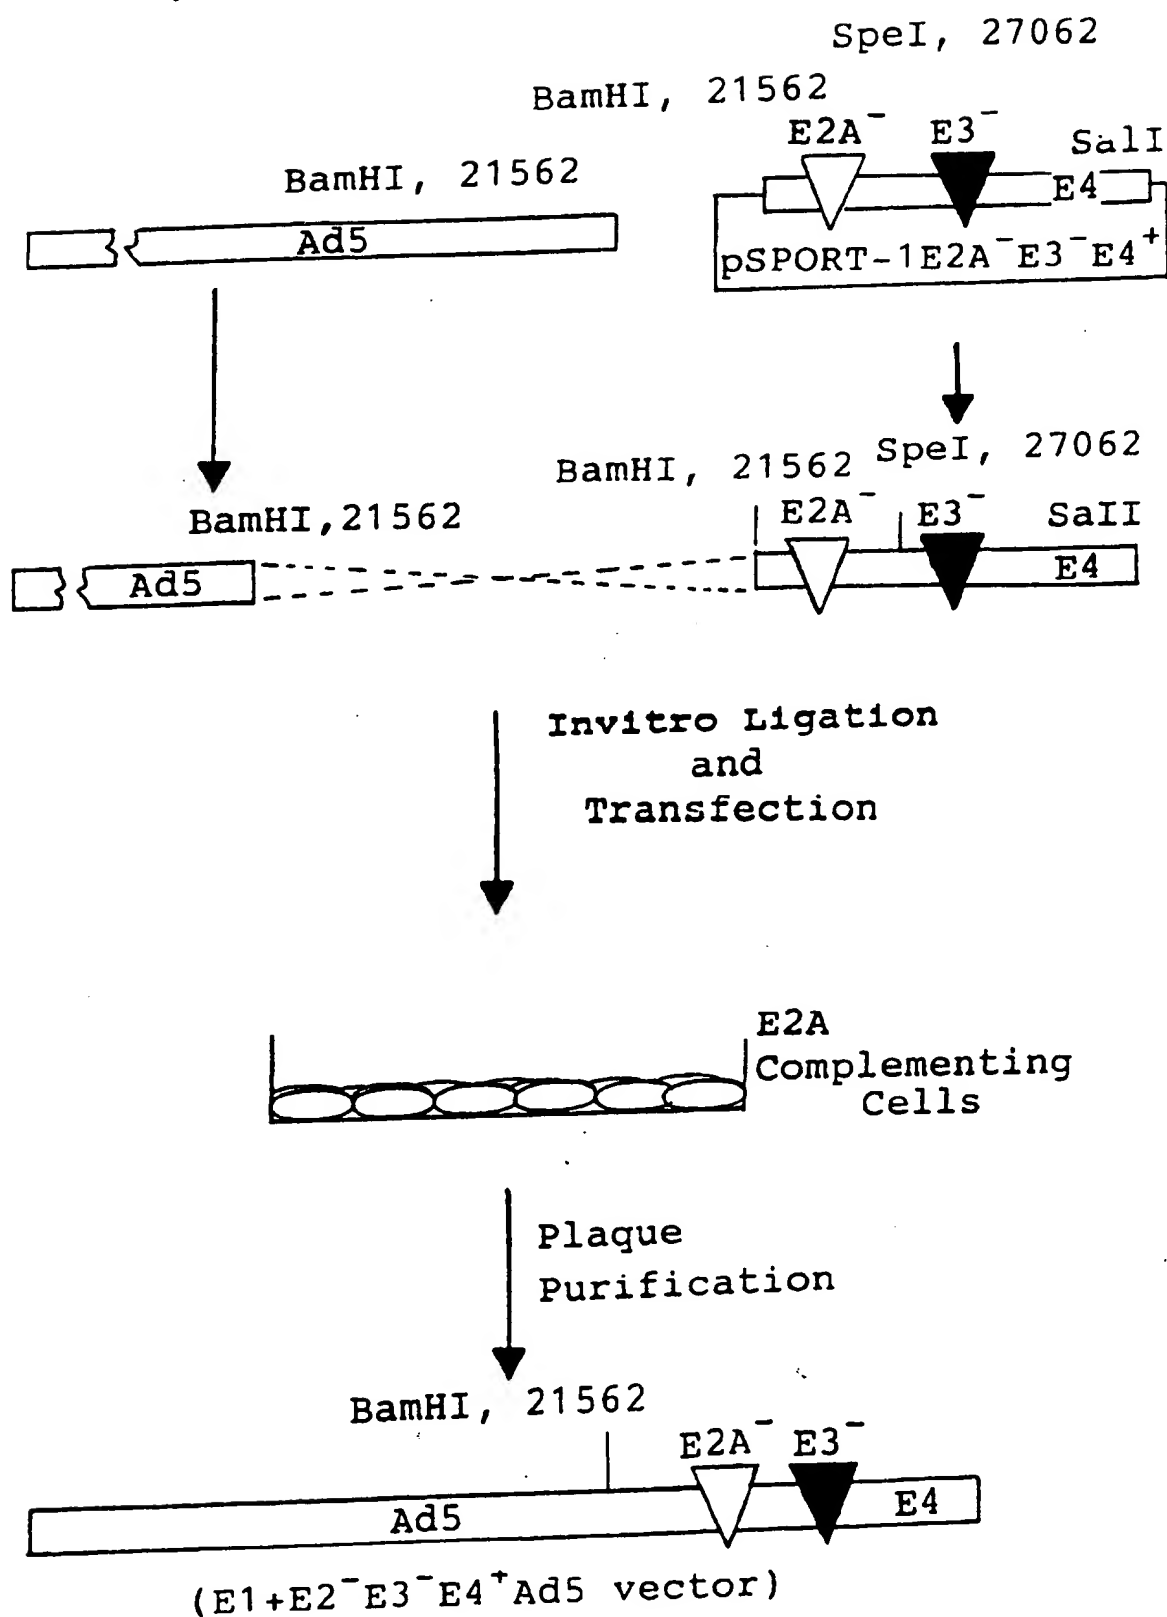 SpeI, 27062
BamHI, 21562
E2A⁻ E3⁻
SalI
BamHI, 21562
E4
Ad5
pSPORT-1E2A⁻E3⁻E4⁺
SpeI, 27062
BamHI, 21562
BamHI,21562
E2A⁻ E3⁻ SaII
Ad5
E4
Invitro Ligation
and
Transfection
E2A
Complementing
Cells
Plaque
Purification
BamHI, 21562
E2A⁻ E3⁻
Ad5
E4
(E1+E2⁻E3⁻E4⁺Ad5 vector)